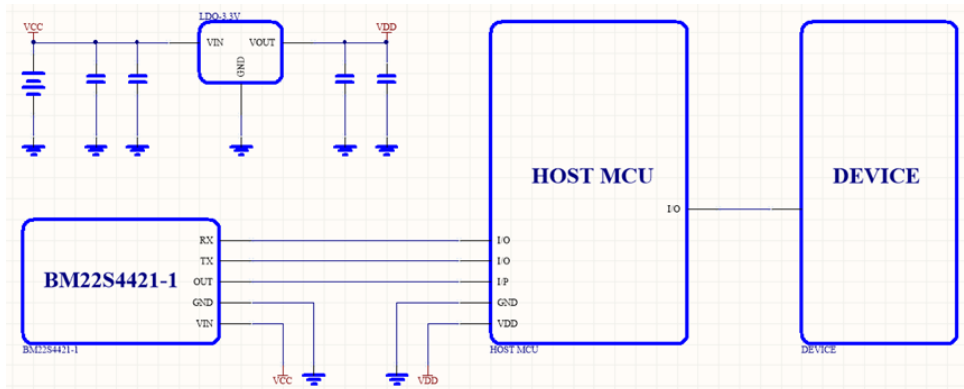 LDO-3.3V
VCC
VDD
VIN
VOUT
GND
HOST MCU
DEVICE
I/O
BM22S4421-1
RX
TX
OUT
GND
VIN
I/O
I/O
I/P
GND
VDD
BM22S4421-1
HOST MCU
DEVICE
VCC
VDD